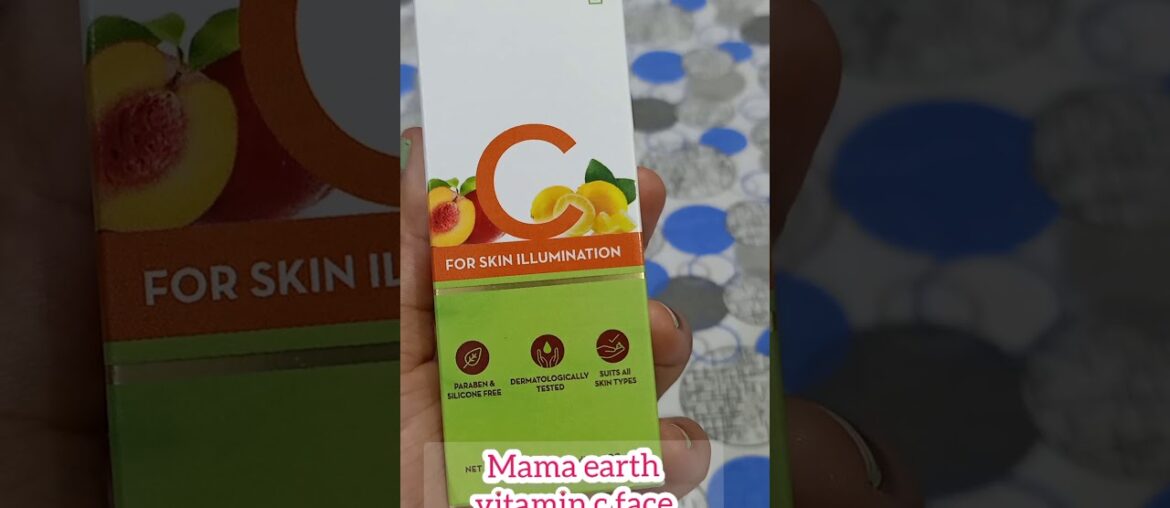 C
FOR SKIN ILLUMINATION
PARABEN &
SILICONE FREE
DERMATOLOGICALLY
TESTED
SUITS All
SKIN TYPES
NET
Mama earth
vitamin c face
FOR SKIN ILL